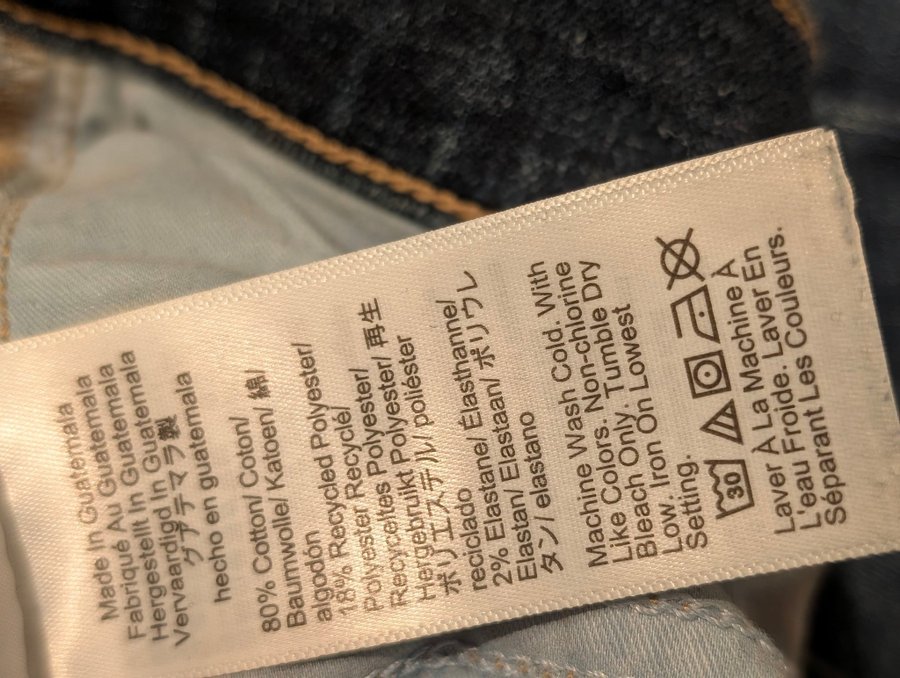 Made In Guatemala
Fabriqué Au Guatemala
Hergestellt In Guatemala
Vervaardigd In Guatemala
グアテマラ製
hecho en guatemala
80% Cotton/ Coton/
Baumwolle/ Katoen/ 綿/
algodón
18% Recycled Polyester/
Polyester Recyclé/
Recyceltes Polyester/
Hergebruikt Polyester/ 再生
ポリエステル/ poliéster
reciclado
2% Elastane/ Élasthanne/
Elastan/ Elastaan/ ポリウレ
タン/ elastano
Machine Wash Cold. With
Like Colors. Non-chlorine
Bleach Only. Tumble Dry
Low. Iron On Lowest
Setting.
30
Laver À La Machine À
L'eau Froide. Laver En
Séparant Les Couleurs.